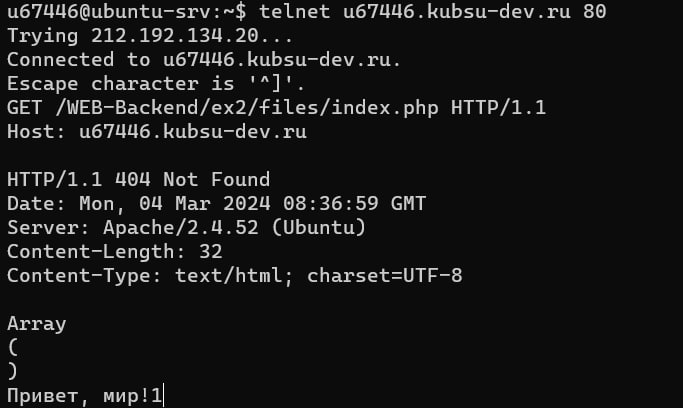 u67446@ubuntu-srv:~$ telnet u67446.kubsu-dev.ru 80
Trying 212.192.134.20...
Connected to u67446.kubsu-dev.ru.
Escape character is '^]'.
GET /WEB-Backend/ex2/files/index.php HTTP/1.1
Host: u67446.kubsu-dev.ru

HTTP/1.1 404 Not Found
Date: Mon, 04 Mar 2024 08:36:59 GMT
Server: Apache/2.4.52 (Ubuntu)
Content-Length: 32
Content-Type: text/html; charset=UTF-8

Array
(
)
Привет, мир!1